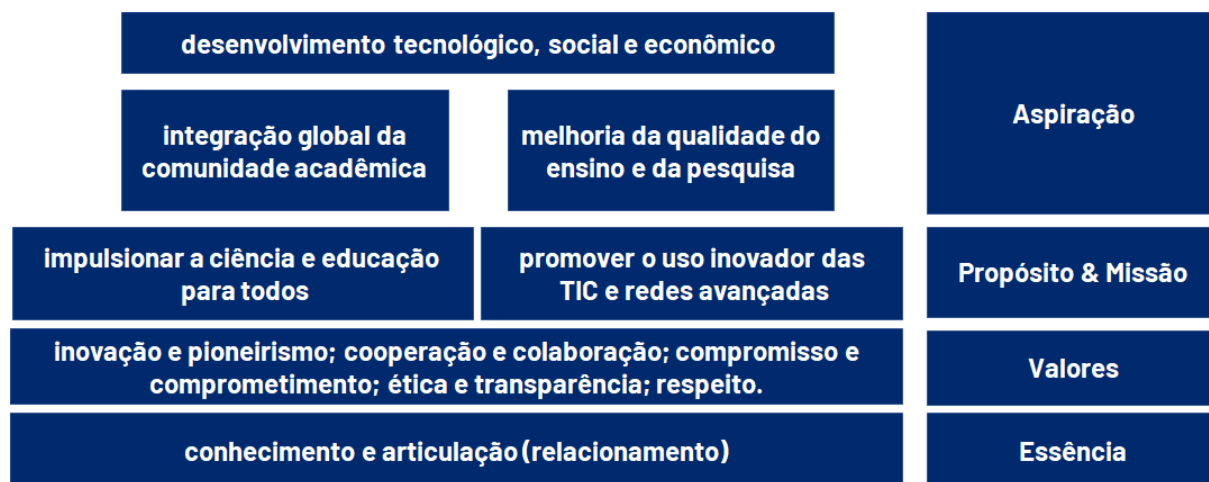 desenvolvimento tecnológico, social e econômico
Aspiração
integração global da
comunidade acadêmica
melhoria da qualidade do
ensino e da pesquisa
impulsionar a ciência e educação
para todos
promover o uso inovador das
TIC e redes avançadas
Propósito & Missão
inovação e pioneirismo; cooperação e colaboração; compromisso e
comprometimento; ética e transparência; respeito.
Valores
conhecimento e articulação (relacionamento)
Essência